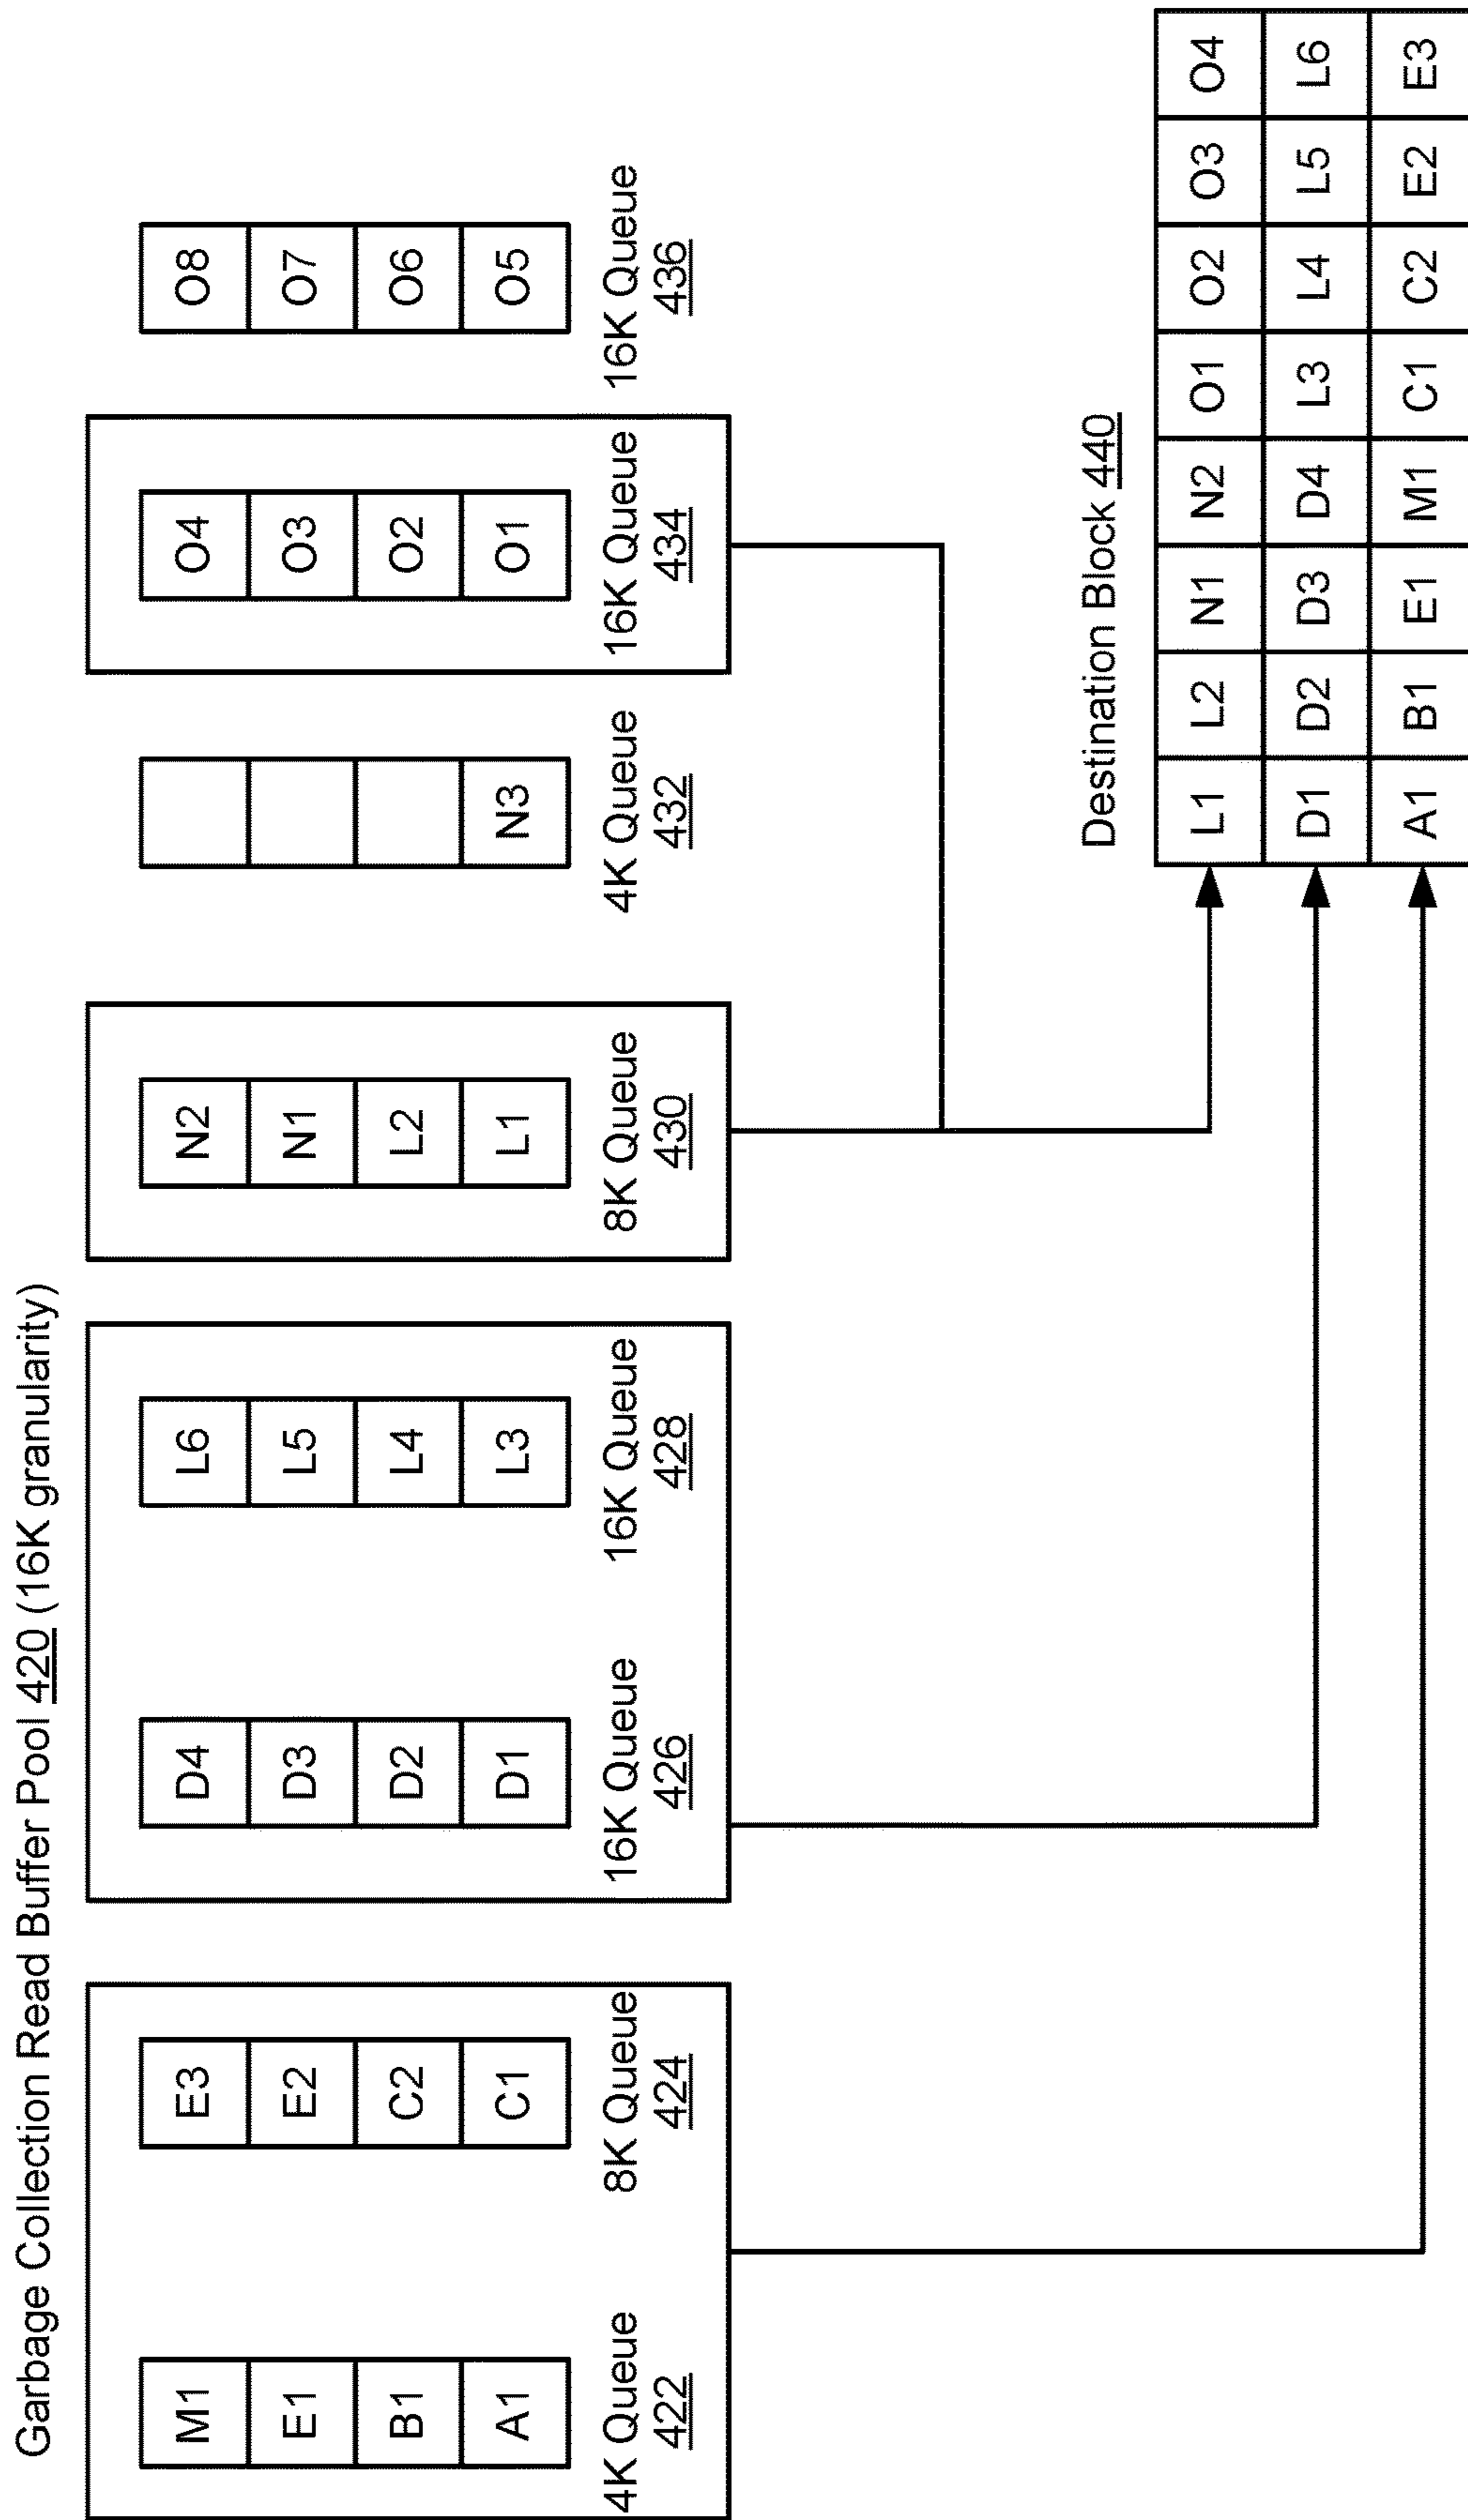 Garbage Collection Read Buffer Pool 420 (16K granularity)
M1 E3 D4 L6 N2 O4 O8
E1 E2 D3 L5 N1 O3 O7
B1 C2 D2 L4 L2 O2 O6
A1 C1 D1 L3 L1 N3 O1 O5
4K Queue 8K Queue 16K Queue 16K Queue 8K Queue 4K Queue 16K Queue 16K Queue
422 424 426 428 430 432 434 436
Destination Block 440
L1 L2 N1 N2 O1 O2 O3 O4
D1 D2 D3 D4 L3 L4 L5 L6
A1 B1 E1 M1 C1 C2 E2 E3